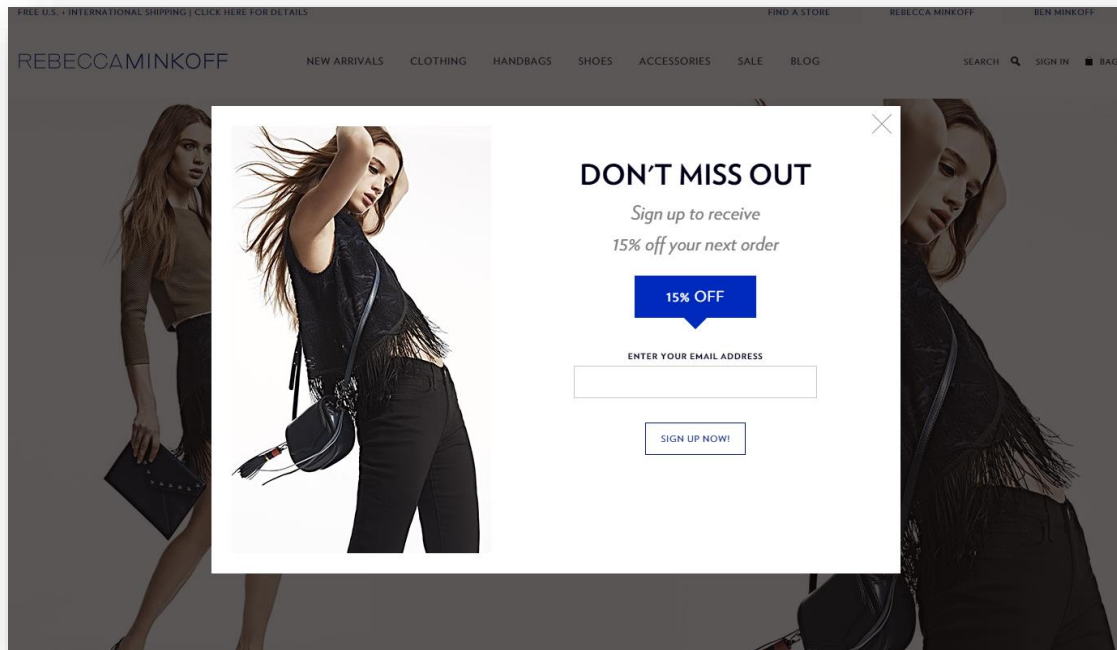 FREE U.S. + INTERNATIONAL SHIPPING | CLICK HERE FOR DETAILS
FIND A STORE
REBECCA MINKOFF
BEN MINKOFF
REBECCAMINKOFF
NEW ARRIVALS CLOTHING HANDBAGS SHOES ACCESSORIES SALE BLOG
SEARCH SIGN IN BAG
DON'T MISS OUT
Sign up to receive
15% off your next order
15% OFF
ENTER YOUR EMAIL ADDRESS
SIGN UP NOW!